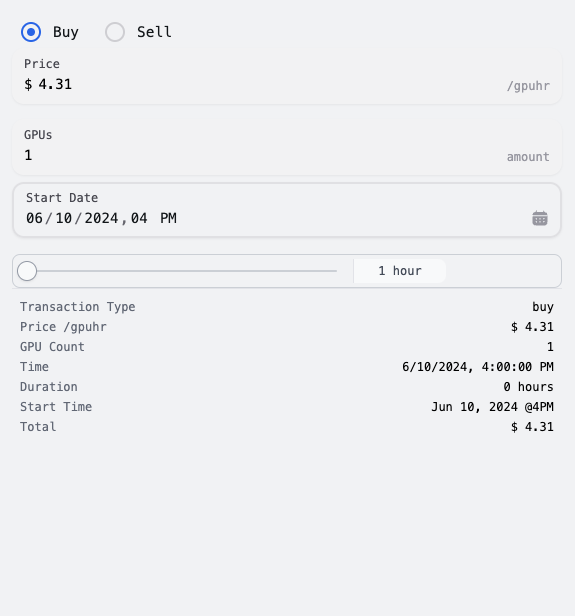 Buy Sell
Price
$ 4.31 /gpuhr
GPUs
1 amount
Start Date
06/10/2024,04 PM
1 hour
Transaction Type buy
Price /gpuhr $ 4.31
GPU Count 1
Time 6/10/2024, 4:00:00 PM
Duration 0 hours
Start Time Jun 10, 2024 @4PM
Total $ 4.31